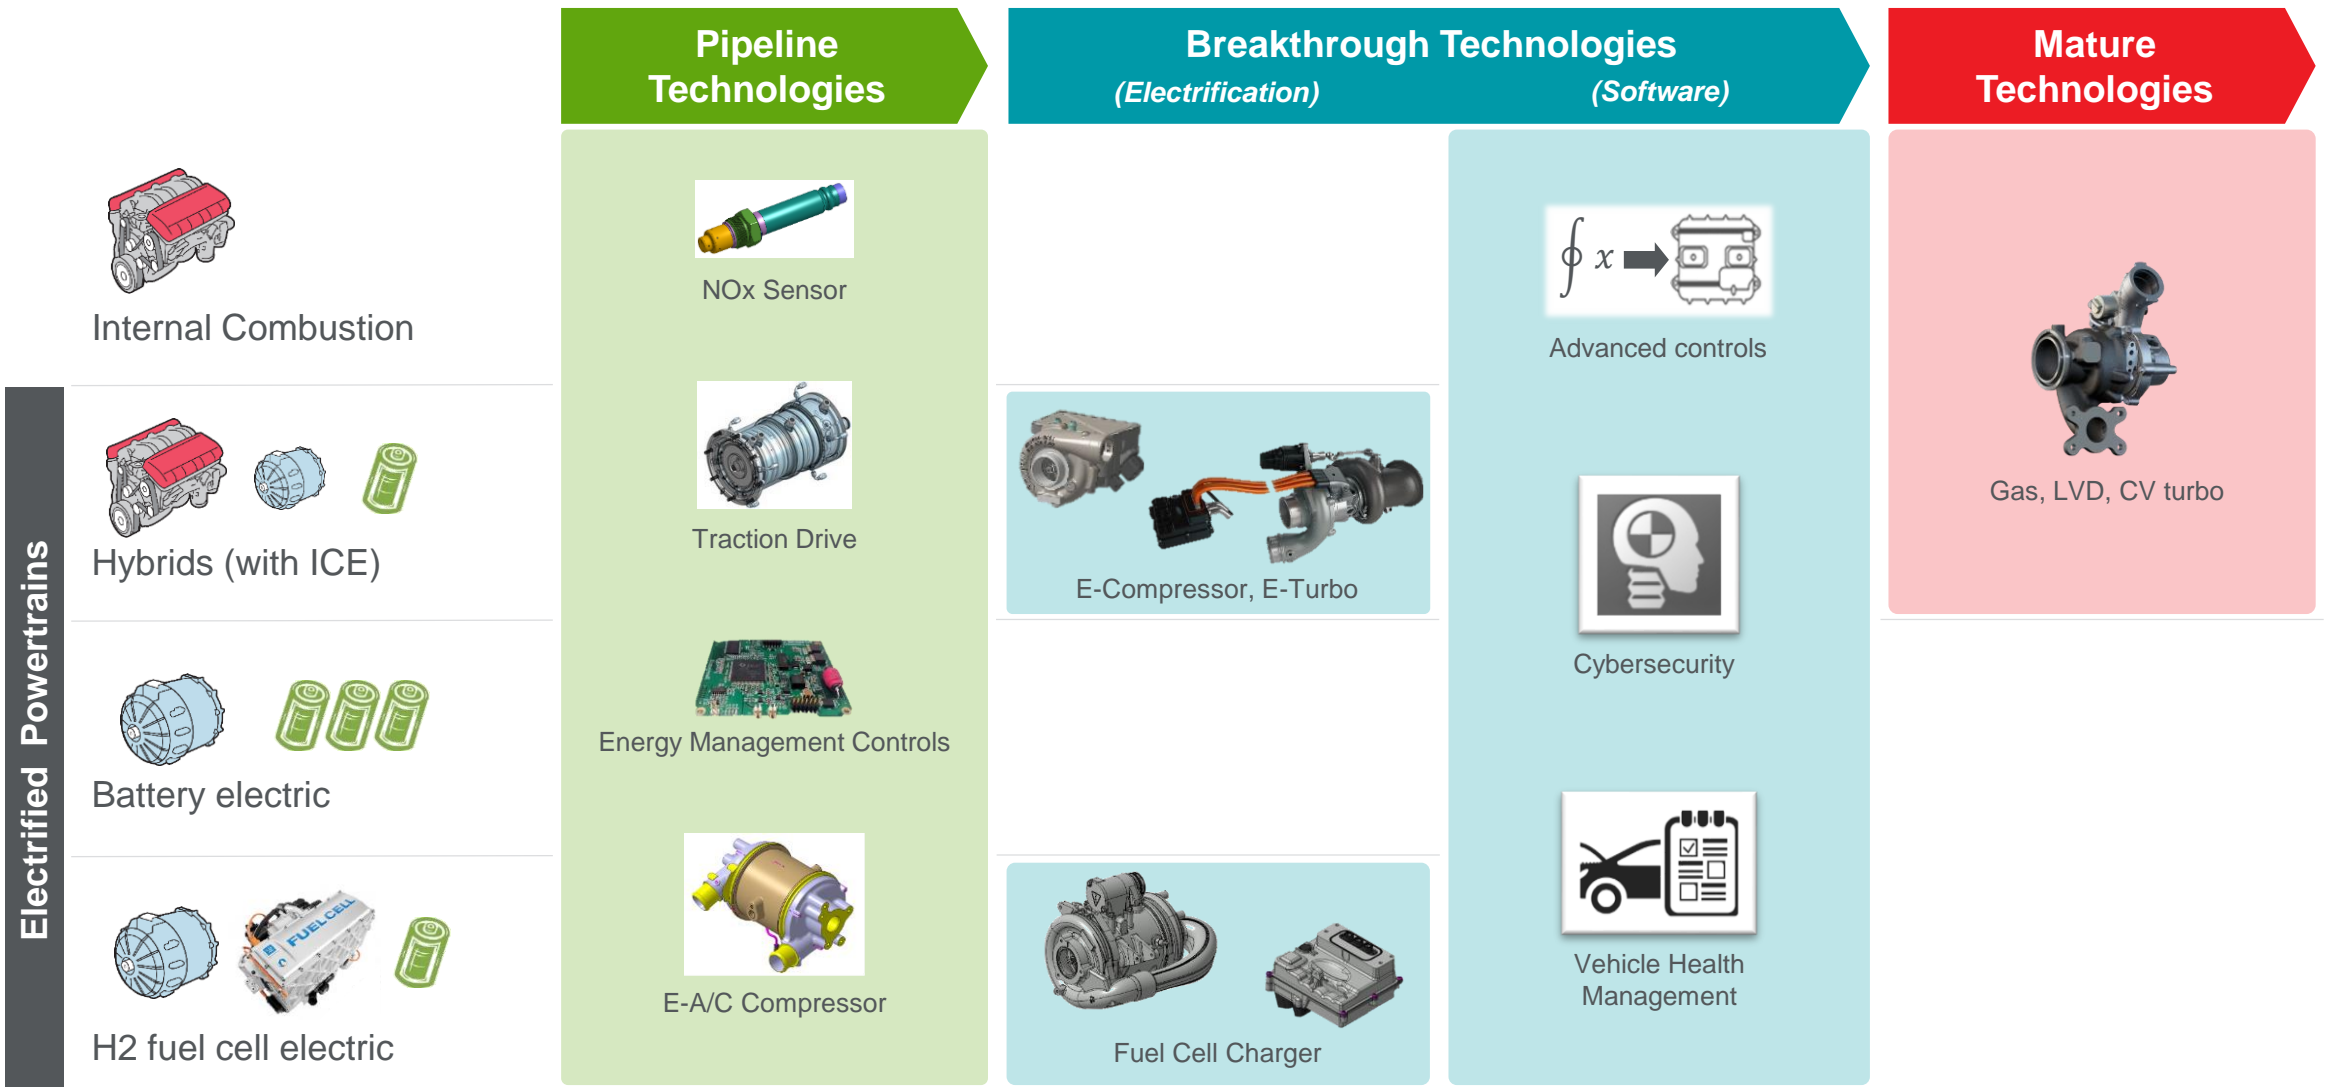 Pipeline
Technologies
Breakthrough Technologies
(Electrification)
(Software)
Mature
Technologies
Internal Combustion
NOx Sensor
∮ x
Advanced controls
Gas, LVD, CV turbo
Electrified Powertrains
Hybrids (with ICE)
Traction Drive
E-Compressor, E-Turbo
Cybersecurity
Battery electric
Energy Management Controls
FUEL CELL
H2 fuel cell electric
E-A/C Compressor
Fuel Cell Charger
Vehicle Health
Management